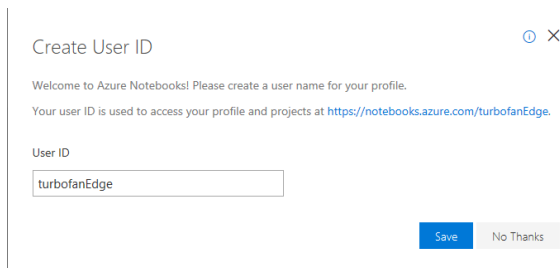 Create User ID
Welcome to Azure Notebooks! Please create a user name for your profile.
Your user ID is used to access your profile and projects at https://notebooks.azure.com/turbofanEdge.
User ID
turbofanEdge
Save No Thanks